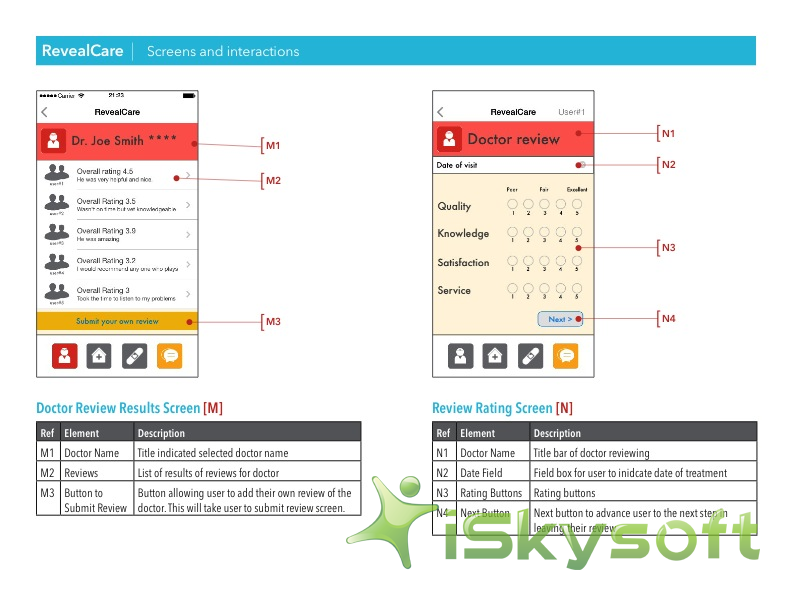 RevealCare | Screens and interactions
Carrier 21:23
RevealCare
Dr. Joe Smith ****
Overall rating 4.5
He was very helpful and nice.
user#1
Overall Rating 3.5
Wasn't on time but vet knowledgeable
user#2
Overall Rating 3.9
He was amazing
user#3
Overall Rating 3.2
I would recommend any one who plays
user#4
Overall Rating 3
Took the time to listen to my problems
user#5
Submit your own review
M1
M2
M3
RevealCare User#1
Doctor review
Date of visit
Poor Fair Excellent
Quality
1 2 3 4 5
Knowledge
1 2 3 4 5
Satisfaction
1 2 3 4 5
Service
1 2 3 4 5
Next >
N1
N2
N3
N4
Doctor Review Results Screen [M]
Ref Element Description
M1 Doctor Name Title indicated selected doctor name
M2 Reviews List of results of reviews for doctor
M3 Button to Button allowing user to add their own review of the
Submit Review doctor. This will take user to submit review screen.
Review Rating Screen [N]
Ref Element Description
N1 Doctor Name Title bar of doctor reviewing
N2 Date Field Field box for user to inidcate date of treatment
N3 Rating Buttons Rating buttons
N4 Next Button Next button to advance user to the next step in
leaving their review
iSkysoft